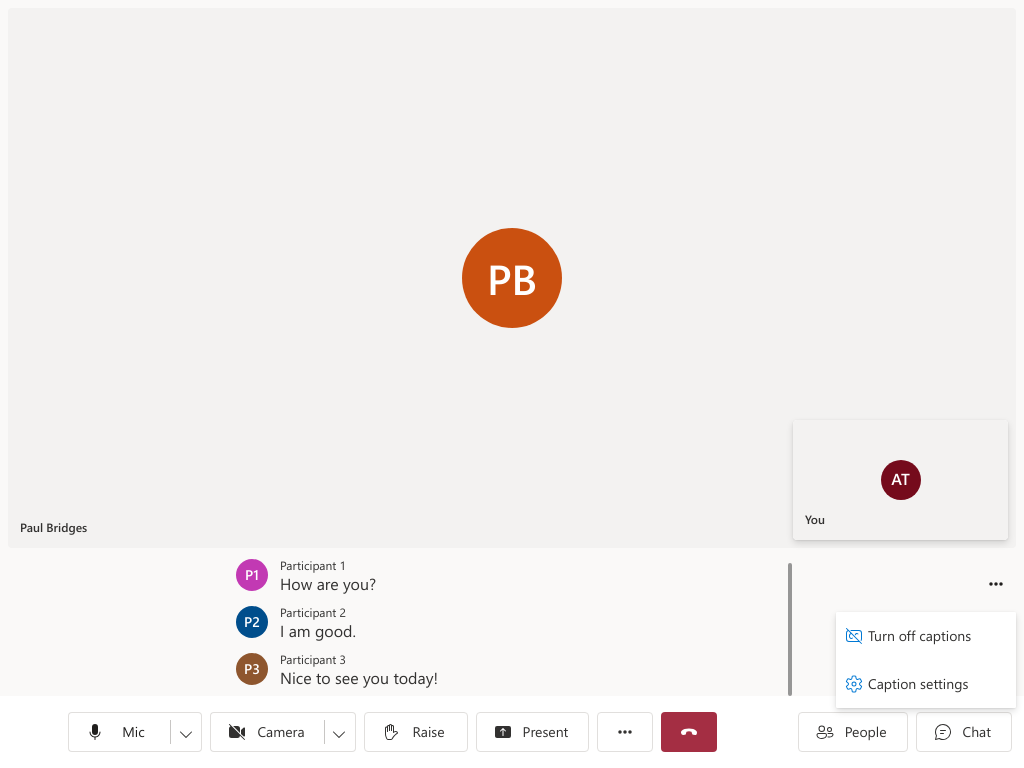 PB
Paul Bridges
AT
You
P1
Participant 1
How are you?
P2
Participant 2
I am good.
P3
Participant 3
Nice to see you today!
Turn off captions
Caption settings
Mic
Camera
Raise
Present
People
Chat